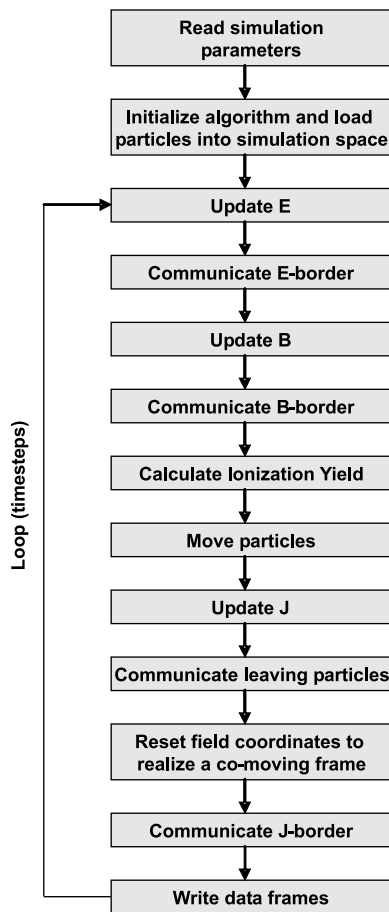 Read simulation
parameters
Initialize algorithm and load
particles into simulation space
Update E
Communicate E-border
Update B
Communicate B-border
Calculate Ionization Yield
Move particles
Update J
Communicate leaving particles
Reset field coordinates to
realize a co-moving frame
Communicate J-border
Write data frames
Loop (timesteps)